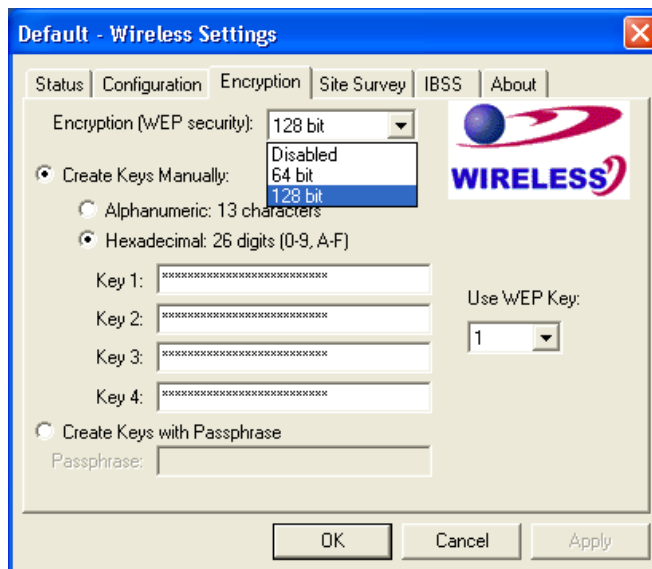 Default - Wireless Settings
Status Configuration Encryption Site Survey IBSS About
Encryption (WEP security): 128 bit
Disabled
64 bit
128 bit
WIRELESS
Create Keys Manually:
Alphanumeric: 13 characters
Hexadecimal: 26 digits (0-9, A-F)
Key 1: **************************
Key 2: **************************
Key 3: **************************
Key 4: **************************
Use WEP Key:
1
Create Keys with Passphrase
Passphrase:
OK Cancel Apply